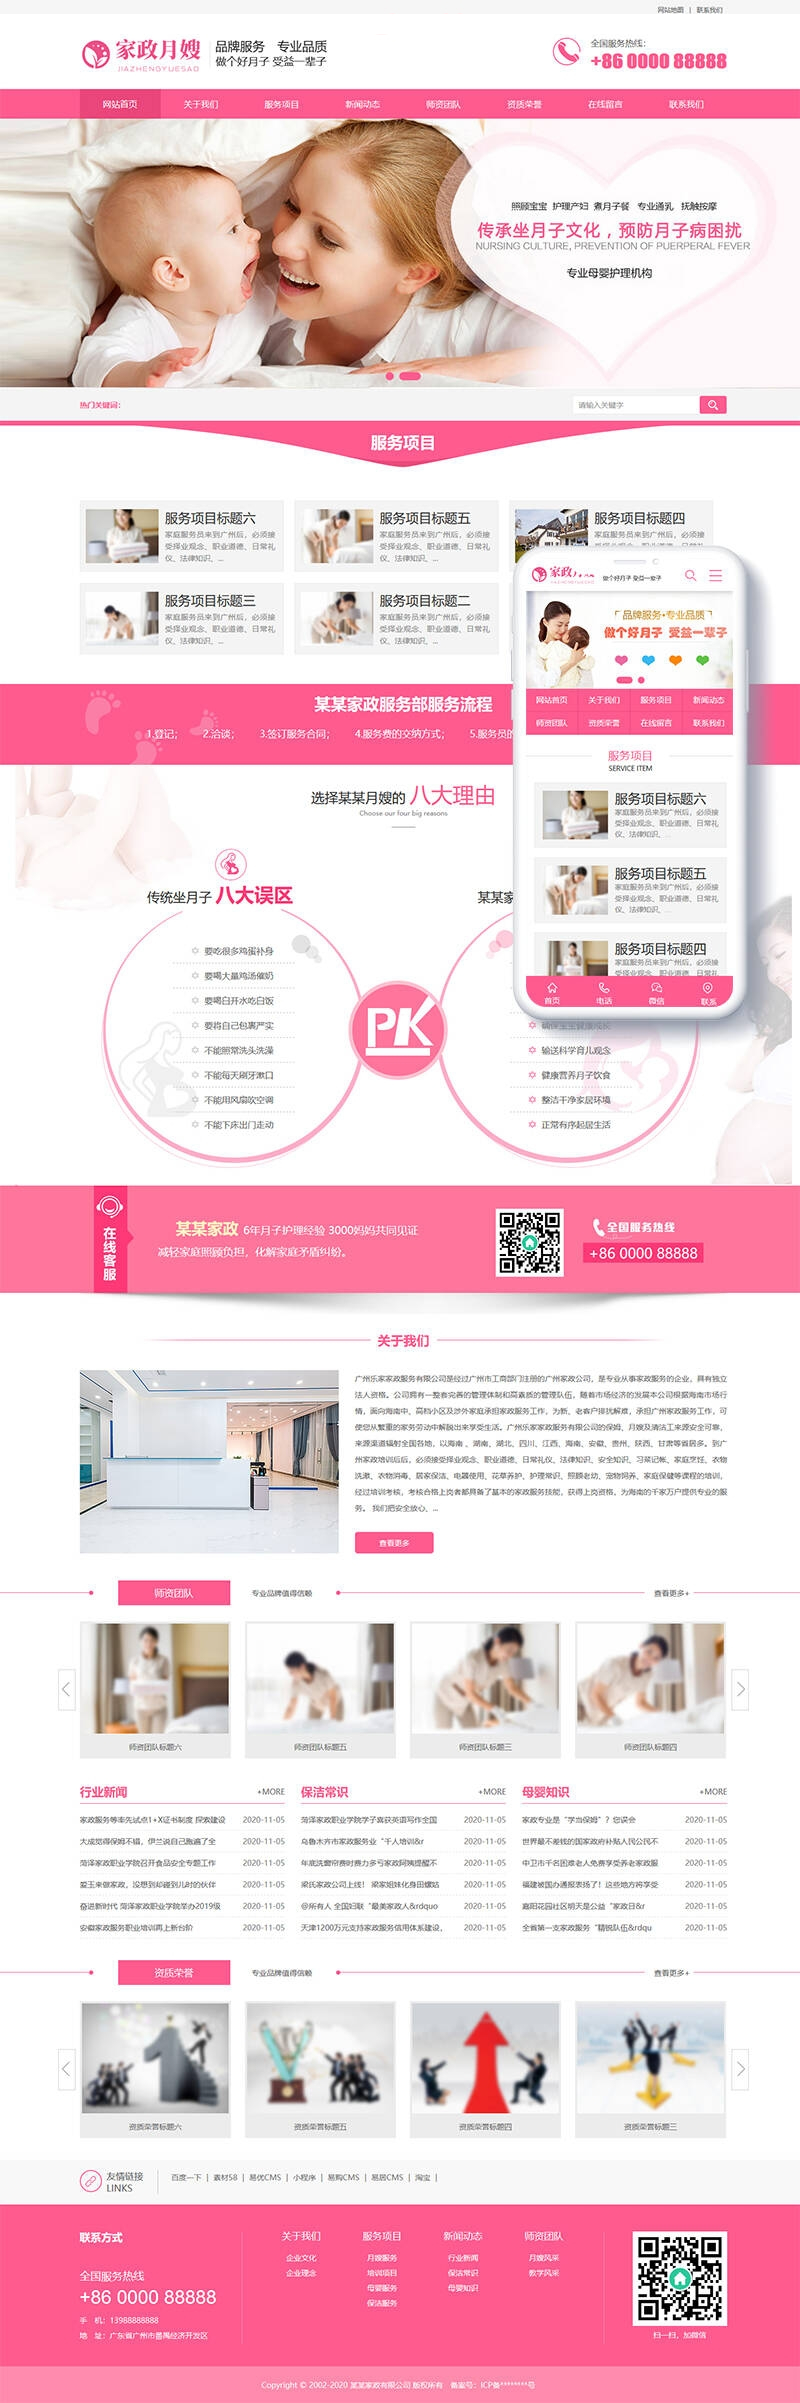 网站地图 | 联系我们
家政月嫂
JIAZHENGYUESAO
品牌服务 专业品质
做个好月子 受益一辈子
全国服务热线:
+86 0000 88888
网站首页 关于我们 服务项目 新闻动态 师资团队 资质荣誉 在线留言 联系我们
照顾宝宝 护理产妇 煮月子餐 专业通乳 抚触按摩
传承坐月子文化，预防月子病困扰
NURSING CULTURE, PREVENTION OF PUERPERAL FEVER
专业母婴护理机构
热门关键词：
请输入关键字
服务项目
服务项目标题六
家庭服务员来到广州后，必须接
受择业观念、职业道德、日常礼
仪、法律知识、...
服务项目标题五
家庭服务员来到广州后，必须接
受择业观念、职业道德、日常礼
仪、法律知识、...
服务项目标题四
服务项目标题三
家庭服务员来到广州后，必须接
受择业观念、职业道德、日常礼
仪、法律知识、...
服务项目标题二
家庭服务员来到广州后，必须接
受择业观念、职业道德、日常礼
仪、法律知识、...
某某家政服务部服务流程
1.登记； 2.洽谈； 3.签订服务合同； 4.服务费的交纳方式； 5.服务员的
选择某某月嫂的 八大理由
Choose our four big reasons
传统坐月子 八大误区
要吃很多鸡蛋补身
要喝大量鸡汤催奶
要喝白开水吃白饭
要将自己包裹严实
不能照常洗头洗澡
不能每天刷牙漱口
不能用风扇吹空调
不能下床出门走动
PK
某某家
确保宝宝健康成长
输送科学育儿观念
健康营养月子饮食
整洁干净家居环境
正常有序起居生活
家政
做个好月子 受益一辈子
品牌服务+专业品质
做个好月子 受益一辈子
网站首页 关于我们 服务项目 新闻动态
师资团队 资质荣誉 在线留言 联系我们
服务项目
SERVICE ITEM
服务项目标题六
家庭服务员来到广州后，必须接
受择业观念、职业道德、日常礼
仪、法律知识、...
服务项目标题五
家庭服务员来到广州后，必须接
受择业观念、职业道德、日常礼
仪、法律知识、...
服务项目标题四
家庭服务员来到广州后，必须接
受择业观念、职业道德、日常礼
首页 电话 微信 联系
在线客服
某某家政 6年月子护理经验 3000妈妈共同见证
减轻家庭照顾负担，化解家庭矛盾纠纷。
全国服务热线
+86 0000 88888
关于我们
广州乐家家政服务有限公司是经过广州市工商部门注册的广州家政公司，是专业从事家政服务的企业，具有独立
法人资格。公司拥有一整套完善的管理体制和高素质的管理队伍，随着市场经济的发展本公司根据海南市场行
情，面向海南中、高档小区及涉外家庭承担家政服务工作，为新、老客户排忧解难，承担广州家政服务工作，可
使您从繁重的家务劳动中解脱出来享受生活。广州乐家家政服务有限公司的保姆、月嫂及清洁工来源安全可靠，
来源渠道辐射全国各地，以海南 、湖南、湖北、四川、江西、海南、安徽、贵州、陕西、甘肃等省居多。到广
州家政培训后后，必须接受择业观念、职业道德、日常礼仪、法律知识、安全知识、习菜记帐、家庭烹饪、衣物
洗漱、衣物消毒、居家保洁、电器使用、花草养护、护理常识、照顾老幼、宠物饲养、家庭保健等课程的培训，
经过培训考核，考核合格上岗者都具备了基本的家政服务技能，获得上岗资格，为海南的千家万户提供专业的服
务。 我们把安全放心、...
查看更多
师资团队 专业品牌值得信赖 查看更多+
师资团队标题六 师资团队标题五 师资团队标题三 师资团队标题四
行业新闻 +MORE
家政服务等率先试点1+X证书制度 探索建设 2020-11-05
大成觉得保姆不错，伊兰说自己跑遍了全 2020-11-05
菏泽家政职业学院召开食品安全专题工作 2020-11-05
爱玉来做家政，没想到却碰到儿时的伙伴 2020-11-05
奋进新时代 菏泽家政职业学院举办2019级 2020-11-05
安徽家政服务职业培训再上新台阶 2020-11-05
保洁常识 +MORE
菏泽家政职业学院学子喜获英语写作全国 2020-11-05
乌鲁木齐市家政服务业“千人培训&r 2020-11-05
年底洗窗帘费时费力多亏家政阿姨提醒不 2020-11-05
梁氏家政公司上线！ 梁家姐妹化身田螺姑 2020-11-05
@所有人 全国妇联“最美家政人&rdquo 2020-11-05
天津1200万元支持家政服务信用体系建设， 2020-11-05
母婴知识 +MORE
家政专业是“学当保姆”？您误会 2020-11-05
世界最不差钱的国家政府补贴人民公民不 2020-11-05
中卫市千名困难老人免费享受养老家政服 2020-11-05
福建被国办通报表扬了！这些地方将享受 2020-11-05
嘉阳花园社区明天是公益“家政日&r 2020-11-05
全省第一支家政服务“精锐队伍&rdqu 2020-11-05
资质荣誉 专业品牌值得信赖 查看更多+
资质荣誉标题六 资质荣誉标题五 资质荣誉标题四 资质荣誉标题三
友情链接
LINKS
百度一下 | 素材58 | 易优CMS | 小程序 | 易购CMS | 易居CMS | 淘宝 |
联系方式
全国服务热线
+86 0000 88888
手 机：13988888888
地 址：广东省广州市番禺经济开发区
关于我们
企业文化
企业理念
服务项目
月嫂服务
培训项目
母婴服务
保洁服务
新闻动态
行业新闻
保洁常识
母婴知识
师资团队
月嫂风采
教学风采
扫一扫，加微信
Copyright © 2002-2020 某某家政有限公司 版权所有 备案号：ICP备********号